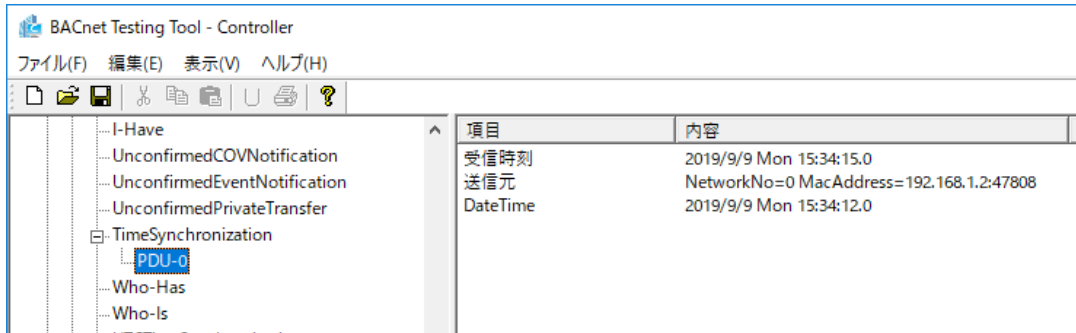 BACnet Testing Tool - Controller
ファイル(F) 編集(E) 表示(V) ヘルプ(H)
I-Have
UnconfirmedCOVNotification
UnconfirmedEventNotification
UnconfirmedPrivateTransfer
TimeSynchronization
PDU-0
Who-Has
Who-Is
項目 内容
受信時刻 2019/9/9 Mon 15:34:15.0
送信元 NetworkNo=0 MacAddress=192.168.1.2:47808
DateTime 2019/9/9 Mon 15:34:12.0